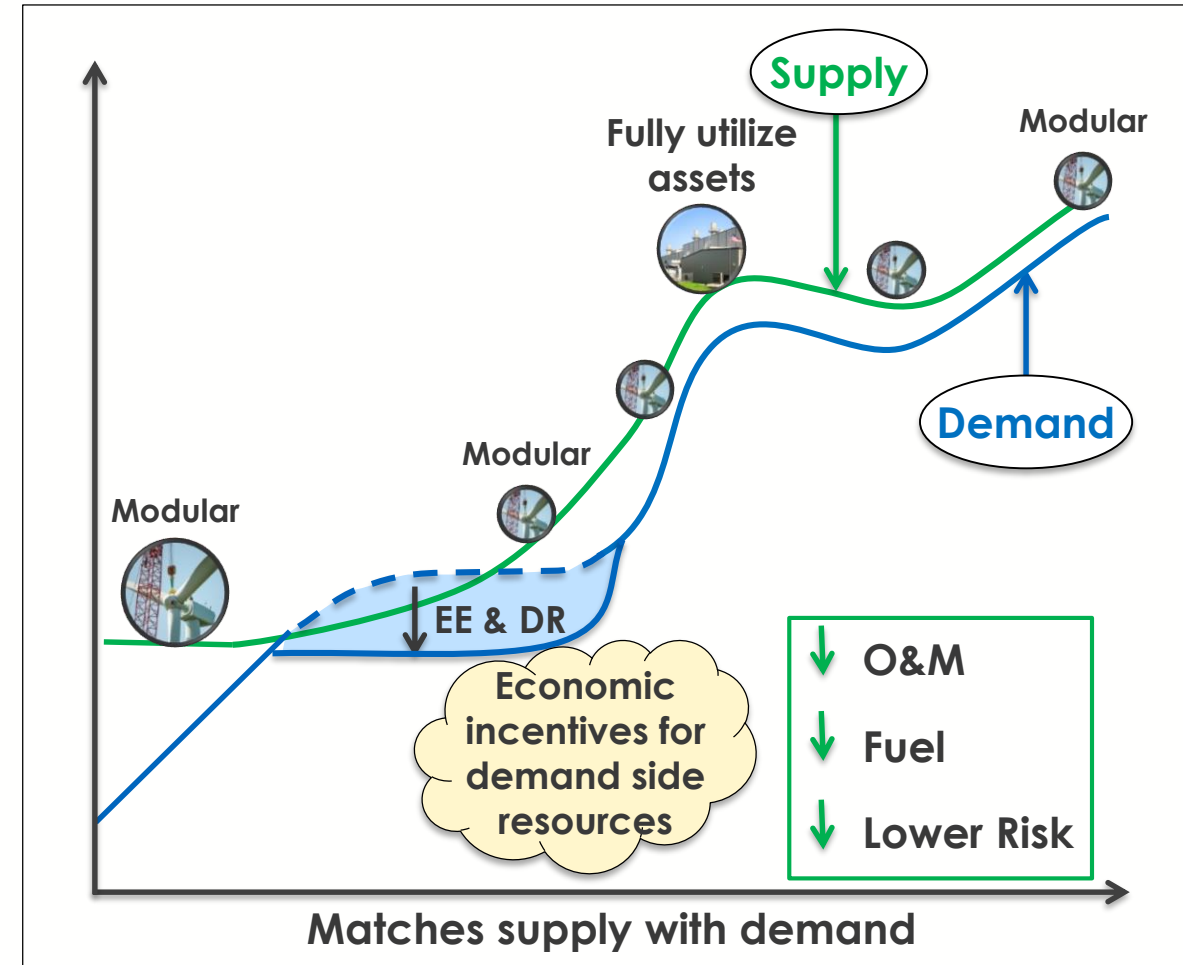 Supply
Modular
Fully utilize
assets
Demand
Modular
Modular
EE & DR
Economic
incentives for
demand side
resources
O&M
Fuel
Lower Risk
Matches supply with demand